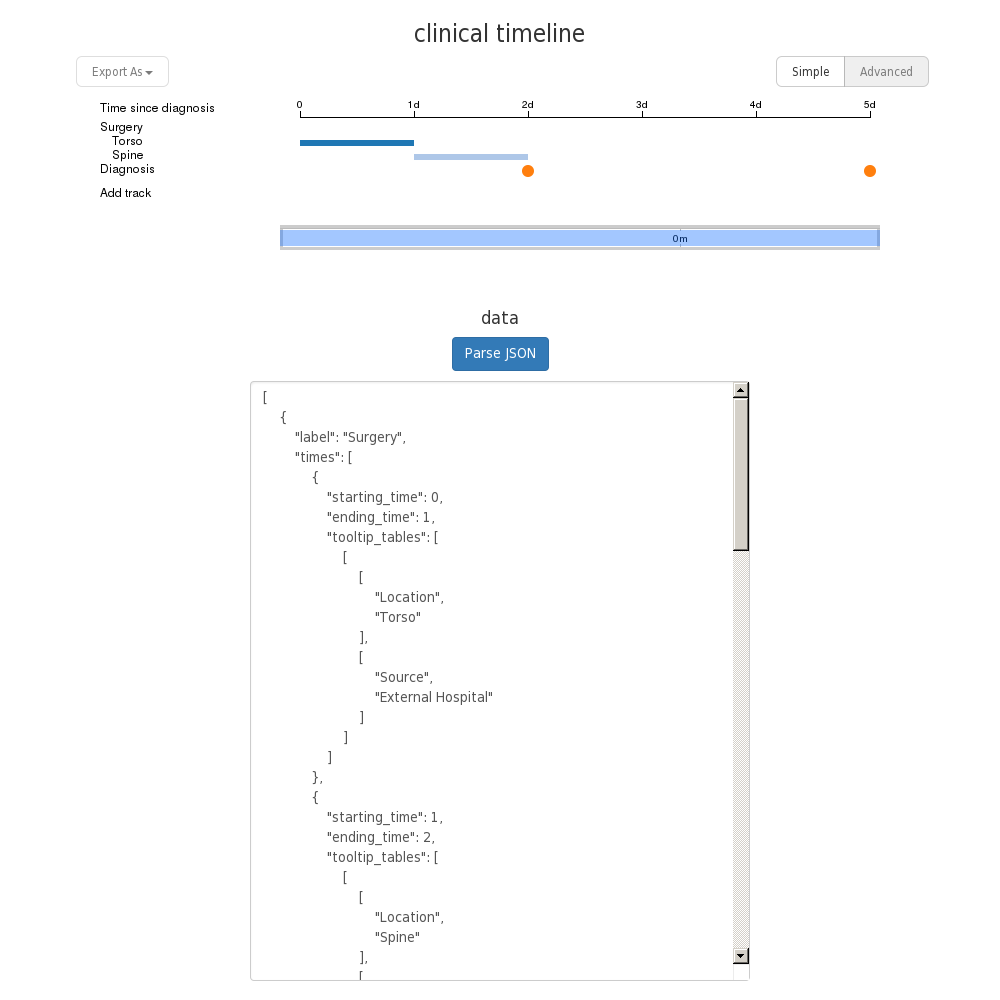 clinical timeline
Export As
Simple Advanced
Time since diagnosis 0 1d 2d 3d 4d 5d
Surgery
Torso
Spine
Diagnosis
Add track
0m
data
Parse JSON
[
{
"label": "Surgery",
"times": [
{
"starting_time": 0,
"ending_time": 1,
"tooltip_tables": [
[
[
"Location",
"Torso"
],
[
"Source",
"External Hospital"
]
]
]
},
{
"starting_time": 1,
"ending_time": 2,
"tooltip_tables": [
[
[
"Location",
"Spine"
],
[